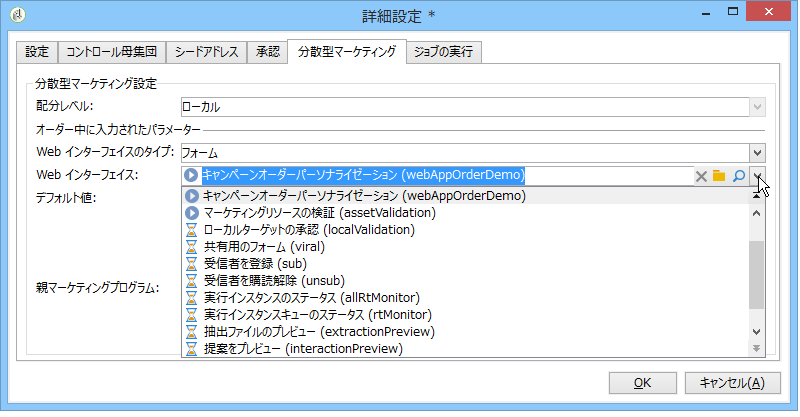 詳細設定 *
設定 コントロール母集団 シードアドレス 承認 分散型マーケティング ジョブの実行
分散型マーケティング設定
配分レベル: ローカル
オーダー中に入力されたパラメーター
Web インターフェイスのタイプ: フォーム
Web インターフェイス: キャンペーンオーダーパーソナライゼーション (webAppOrderDemo)
デフォルト値: キャンペーンオーダーパーソナライゼーション (webAppOrderDemo)
マーケティングリソースの検証 (assetValidation)
ローカルターゲットの承認 (localValidation)
共有用のフォーム (viral)
受信者を登録 (sub)
親マーケティングプログラム: 受信者を購読解除 (unsub)
実行インスタンスのステータス (allRtMonitor)
実行インスタンスキューのステータス (rtMonitor)
抽出ファイルのプレビュー (extractionPreview)
提案をプレビュー (interactionPreview)
OK キャンセル(A)